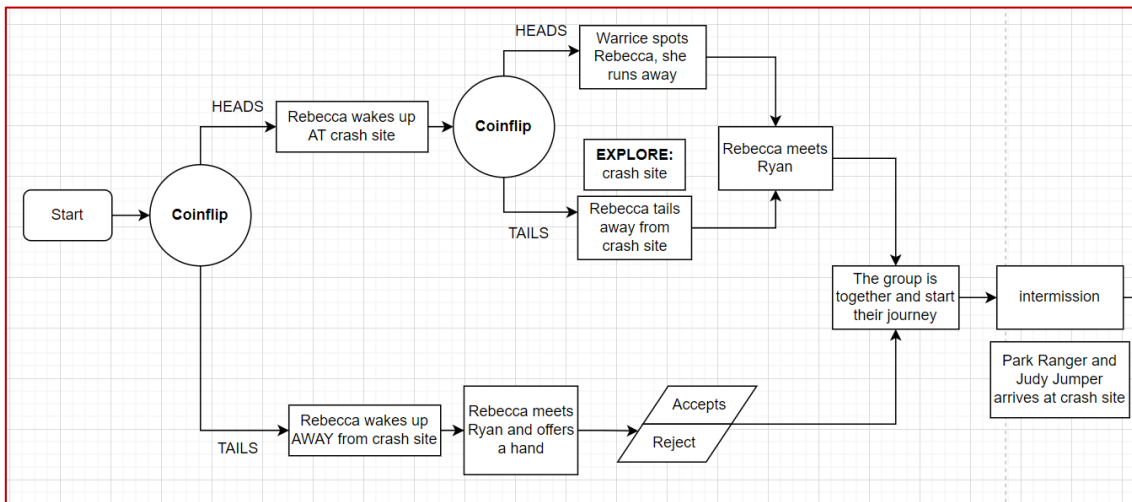 HEADS
Warrice spots
Rebecca, she
runs away
HEADS
Rebecca wakes up
AT crash site
Coinflip
EXPLORE:
crash site
Rebecca meets
Ryan
Start
Coinflip
TAILS
Rebecca tails
away from
crash site
The group is
together and start
their journey
intermission
Park Ranger and
Judy Jumper
arrives at crash site
TAILS
Rebecca wakes up
AWAY from crash site
Rebecca meets
Ryan and offers
a hand
Accepts
Reject